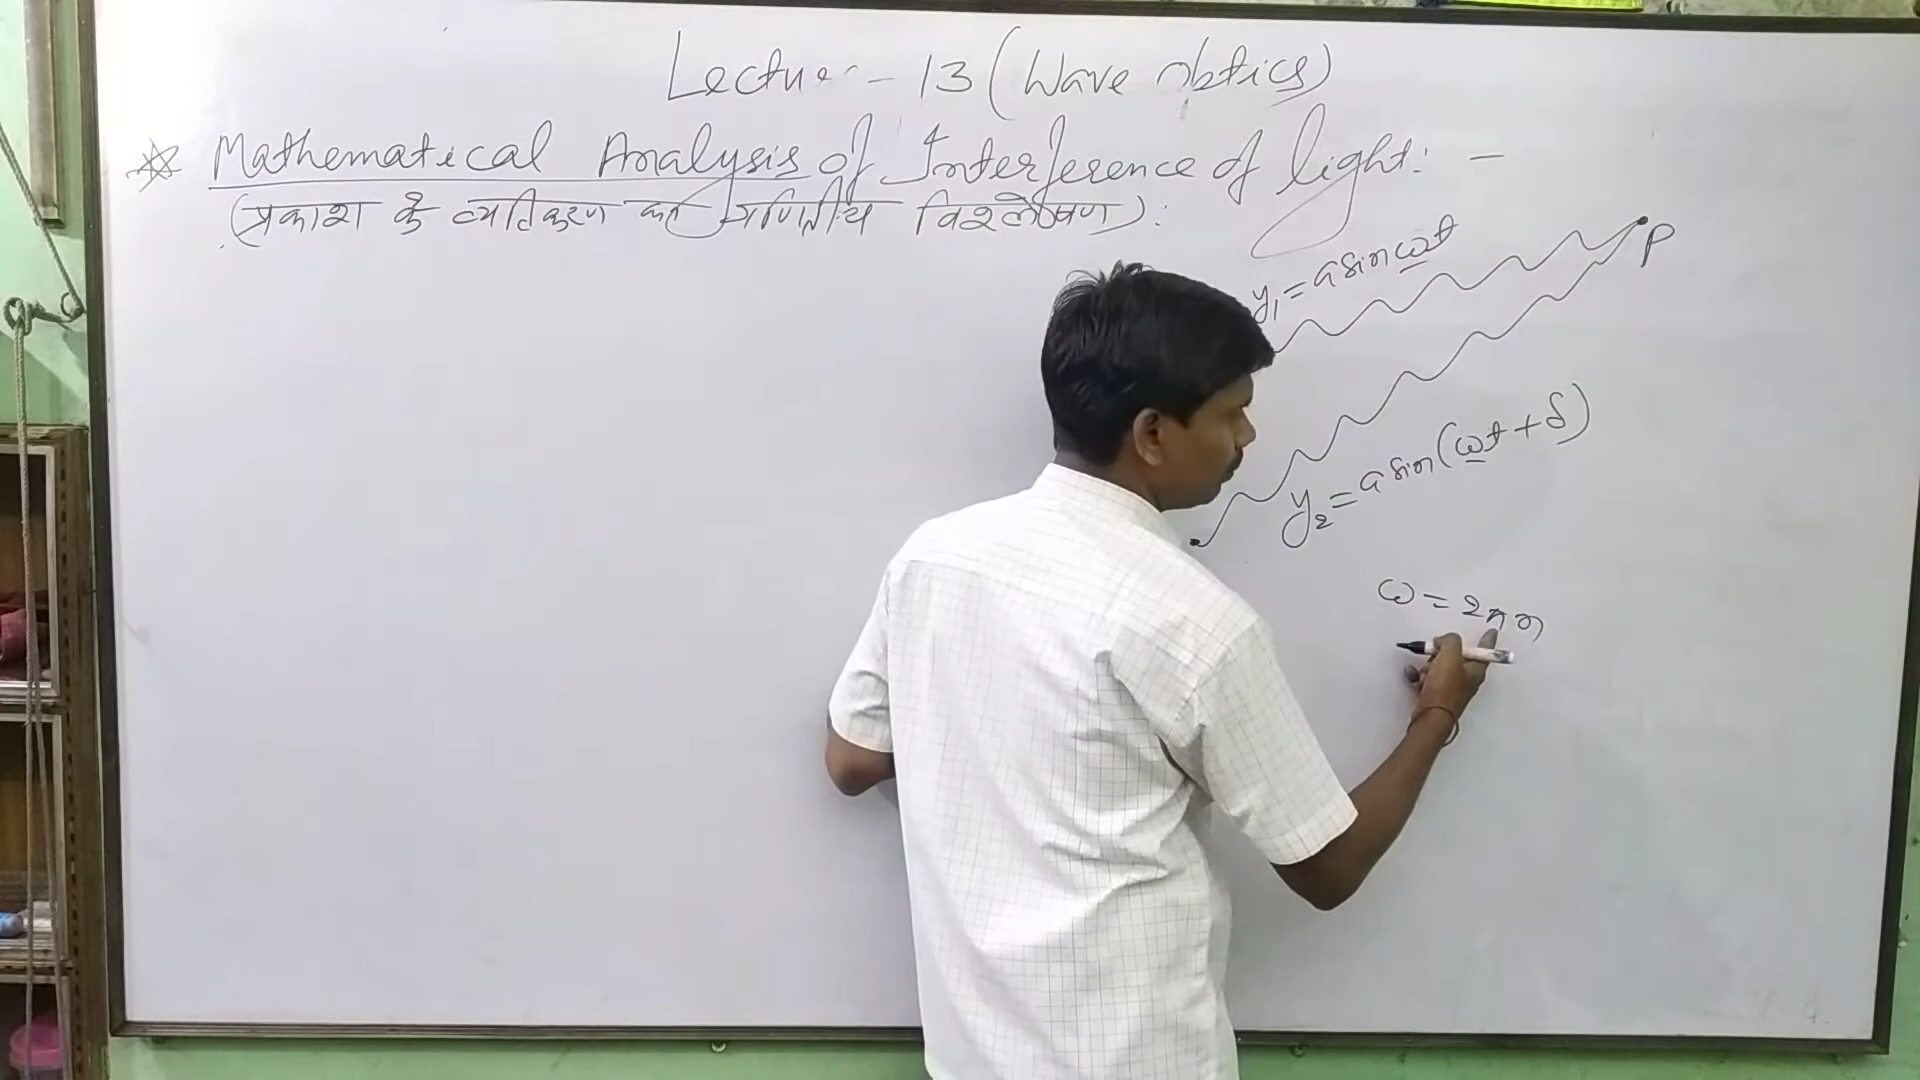 Lecture - 13 (Wave optics)
Mathematical Analysis of Interference of light: -
(प्रकाश के व्यतिकरण का गणितीय विश्लेषण):
y₁ = a sin ωt
P
y₂ = a sin(ωt + δ)
ω = 2πn